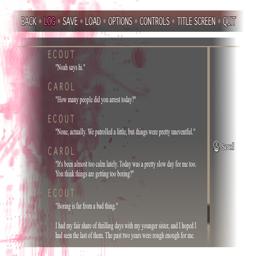 BACK • LOG • SAVE • LOAD • OPTIONS • CONTROLS • TITLE SCREEN • QUIT
ECOUT
"Noah says hi."
CAROL
"How many people did you arrest today?"
ECOUT
"None, actually. We patrolled a little, but things were pretty uneventful."
CAROL
"It's been almost too calm lately. Today was a pretty slow day for me too.
You think things are getting too boring?"
Scroll
ECOUT
"Boring is far from a bad thing."
I had my fair share of thrilling days with my younger sister, and I hoped I
had seen the last of them. The past two years were rough enough for me.